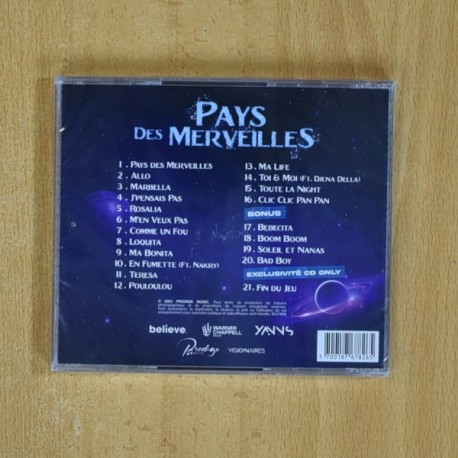 PAYS
DES MERVEILLES
1 . PAYS DES MERVEILLES
2 . ALLO
3 . MARBELLA
4 . J'PENSAIS PAS
5 . ROSALIA
6 . M'EN VEUX PAS
7 . COMME UN FOU
8 . LOQUITA
9 . MA BONITA
10 . EN FUMETTE (FT. NAKRY)
11 . TERESA
12 . POULOULOU
13 . MA LIFE
14 . TOI & MOI (FT. DJENA DELLA)
15 . TOUTE LA NIGHT
16 . CLIC CLIC PAN PAN
BONUS
17 . BEBECITA
18 . BOOM BOOM
19 . SOLEIL ET NANAS
20. BAD BOY
EXCLUSIVITÉ CD ONLY
21. FIN DU JEU
believe.
WARNER
CHAPPELL
YANNS
Prodige
VISIONNAIRES